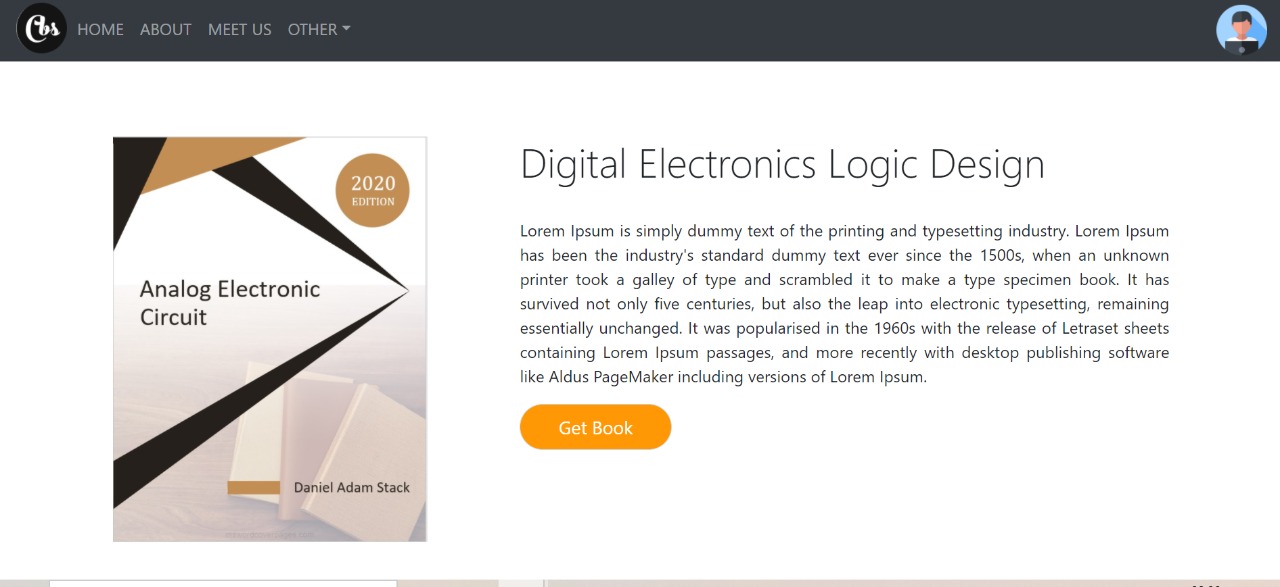 Cbs HOME ABOUT MEET US OTHER
2020
EDITION
Analog Electronic
Circuit
Daniel Adam Stack
Digital Electronics Logic Design
Lorem Ipsum is simply dummy text of the printing and typesetting industry. Lorem Ipsum
has been the industry's standard dummy text ever since the 1500s, when an unknown
printer took a galley of type and scrambled it to make a type specimen book. It has
survived not only five centuries, but also the leap into electronic typesetting, remaining
essentially unchanged. It was popularised in the 1960s with the release of Letraset sheets
containing Lorem Ipsum passages, and more recently with desktop publishing software
like Aldus PageMaker including versions of Lorem Ipsum.
Get Book